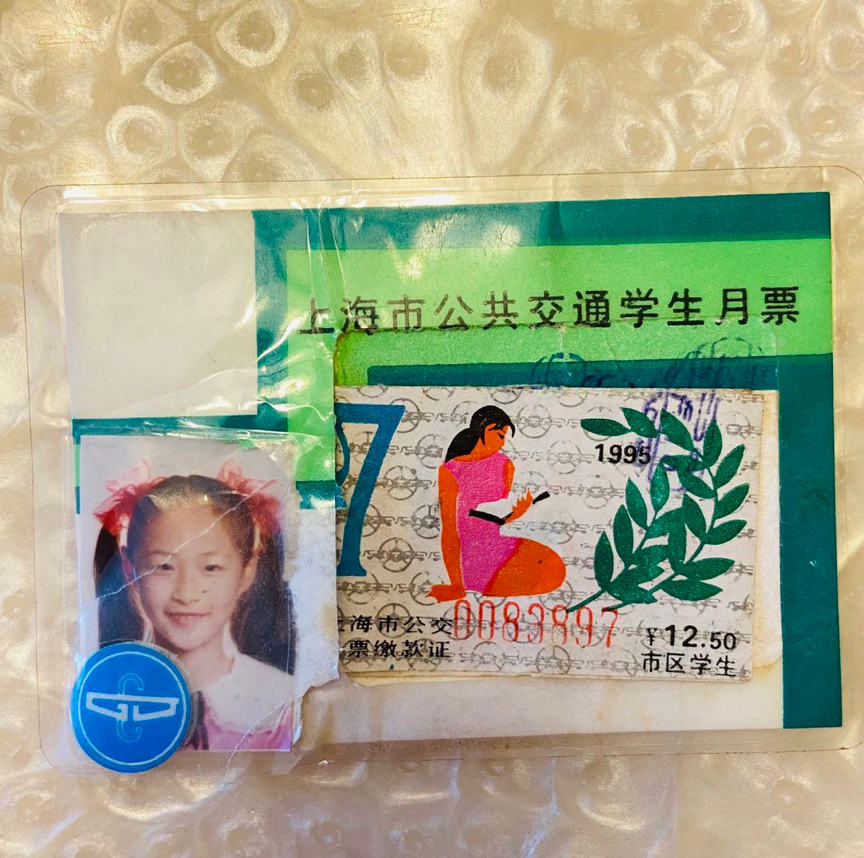 上海市公共交通学生月票
7
1995
海市公交
0083897
票缴款证
¥12.50
市区学生